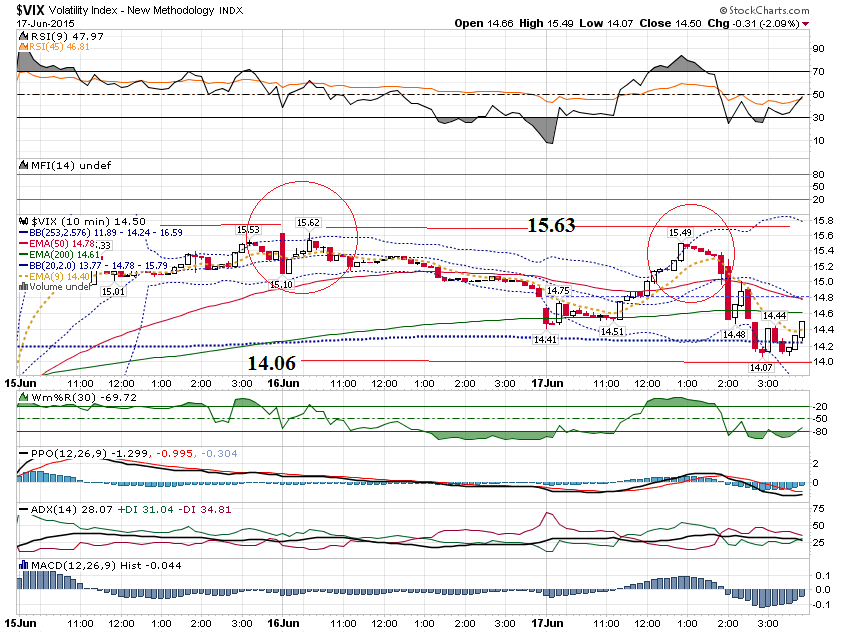 $VIX Volatility Index - New Methodology INDX © StockCharts.com
17-Jun-2015 Open 14.66 High 15.49 Low 14.07 Close 14.50 Chg -0.31 (-2.09%)
RSI(9) 47.97
RSI(45) 46.81
90
70
50
30
10
MFI(14) undef
80
50
20
$VIX (10 min) 14.50
BB(253,2.576) 11.89 - 14.24 - 16.59
EMA(50) 14.78
.33
EMA(200) 14.61
BB(20,2.0) 13.77 - 14.78 - 15.79
EMA(9) 14.40
Volume undef
15.01
15.53
15.62
15.10
15.63
15.49
14.75
14.41
14.51
14.48
14.44
14.07
14.06
15.8
15.6
15.4
15.2
15.0
14.8
14.6
14.4
14.2
14.0
15Jun 11:00 12:00 1:00 2:00 3:00 16Jun 11:00 12:00 1:00 2:00 3:00 17Jun 11:00 12:00 1:00 2:00 3:00
Wm%R(30) -69.72
-20
-50
-80
PPO(12,26,9) -1.299, -0.995, -0.304
2
0
ADX(14) 28.07 +DI 31.04 -DI 34.81
75
50
25
MACD(12,26,9) Hist -0.044
0.1
0.0
-0.1
15Jun 11:00 12:00 1:00 2:00 3:00 16Jun 11:00 12:00 1:00 2:00 3:00 17Jun 11:00 12:00 1:00 2:00 3:00